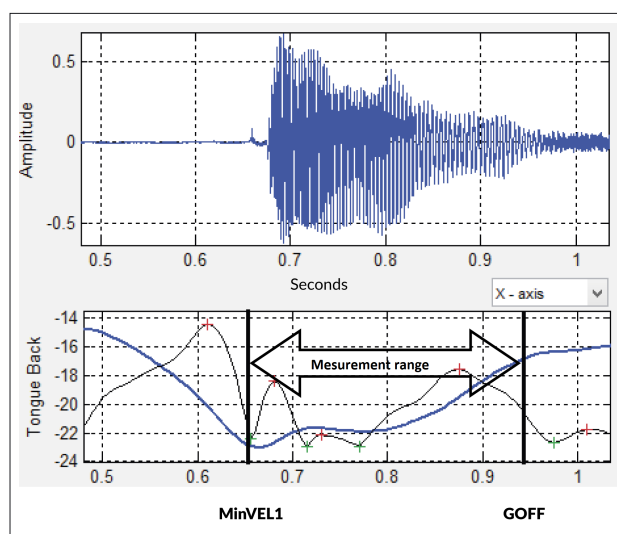 Amplitude
0.5
0
-0.5
0.5 0.6 0.7 0.8 0.9 1
Seconds
X - axis
Tongue Back
-14
-16
-18
-20
-22
-24
Mesurement range
0.5 0.6 0.7 0.8 0.9 1
MinVEL1 GOFF